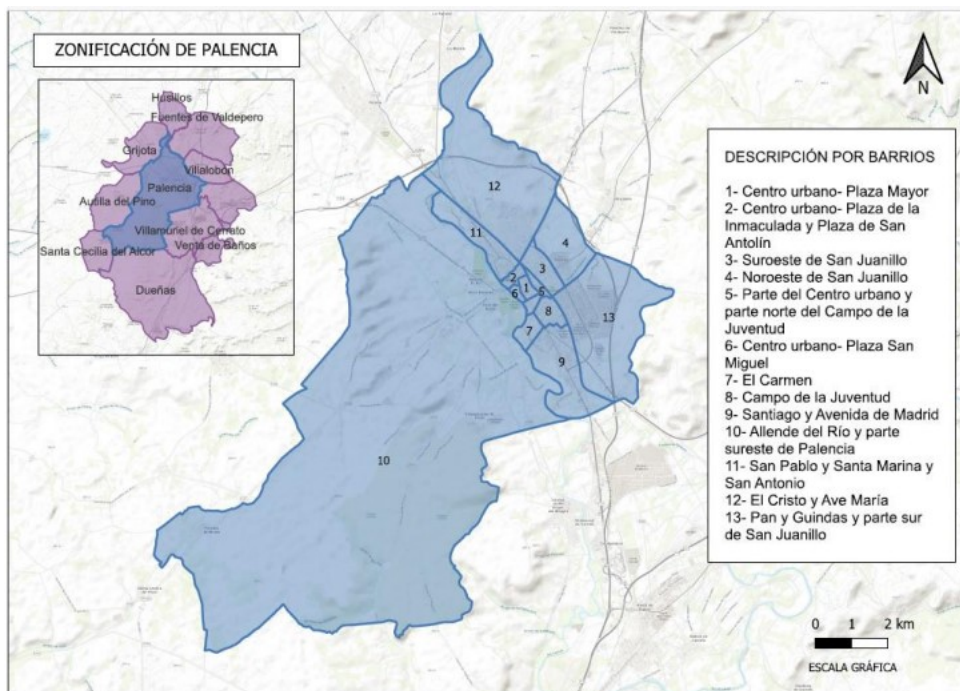 ZONIFICACIÓN DE PALENCIA
Husillos
Fuentes de Valdepero
Grijota
Villalobón
Palencia
Autilla del Pino
Villamuriel de Cerrato
Santa Cecilia del Alcor
Venta de Baños
Dueñas
N
12
11
4
3
2
1
6
5
13
8
7
9
10
DESCRIPCIÓN POR BARRIOS
1- Centro urbano- Plaza Mayor
2- Centro urbano- Plaza de la
Inmaculada y Plaza de San
Antolín
3- Suroeste de San Juanillo
4- Noroeste de San Juanillo
5- Parte del Centro urbano y
parte norte del Campo de la
Juventud
6- Centro urbano- Plaza San
Miguel
7- El Carmen
8- Campo de la Juventud
9- Santiago y Avenida de Madrid
10- Allende del Río y parte
sureste de Palencia
11- San Pablo y Santa Marina y
San Antonio
12- El Cristo y Ave María
13- Pan y Guindas y parte sur
de San Juanillo
0 1 2 km
ESCALA GRÁFICA